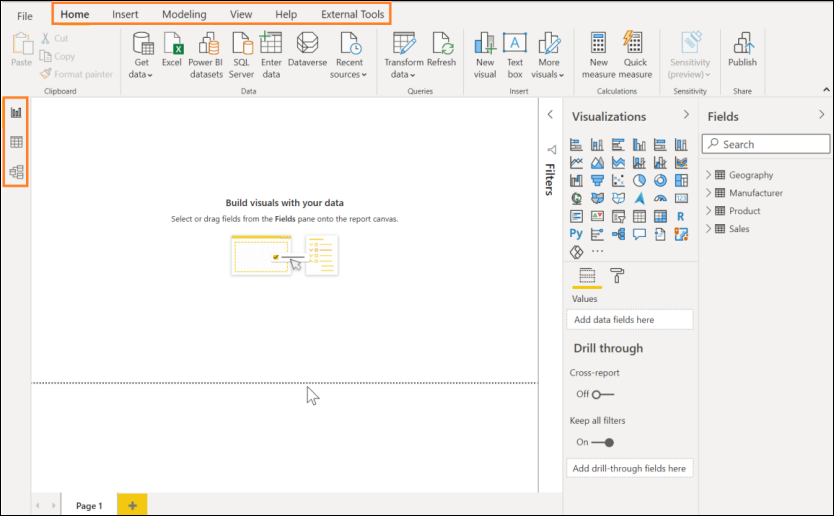 File Home Insert Modeling View Help External Tools
Paste
Cut
Copy
Format painter
Clipboard
Get data
Excel
Power BI datasets
SQL Server
Enter data
Dataverse
Recent sources
Data
Transform data
Refresh
Queries
New visual
Text box
More visuals
Insert
New measure
Quick measure
Calculations
Sensitivity (preview)
Sensitivity
Publish
Share
Build visuals with your data
Select or drag fields from the Fields pane onto the report canvas.
Filters
Visualizations
123
R
Py
Values
Add data fields here
Drill through
Cross-report
Off
Keep all filters
On
Add drill-through fields here
Fields
Search
Geography
Manufacturer
Product
Sales
Page 1